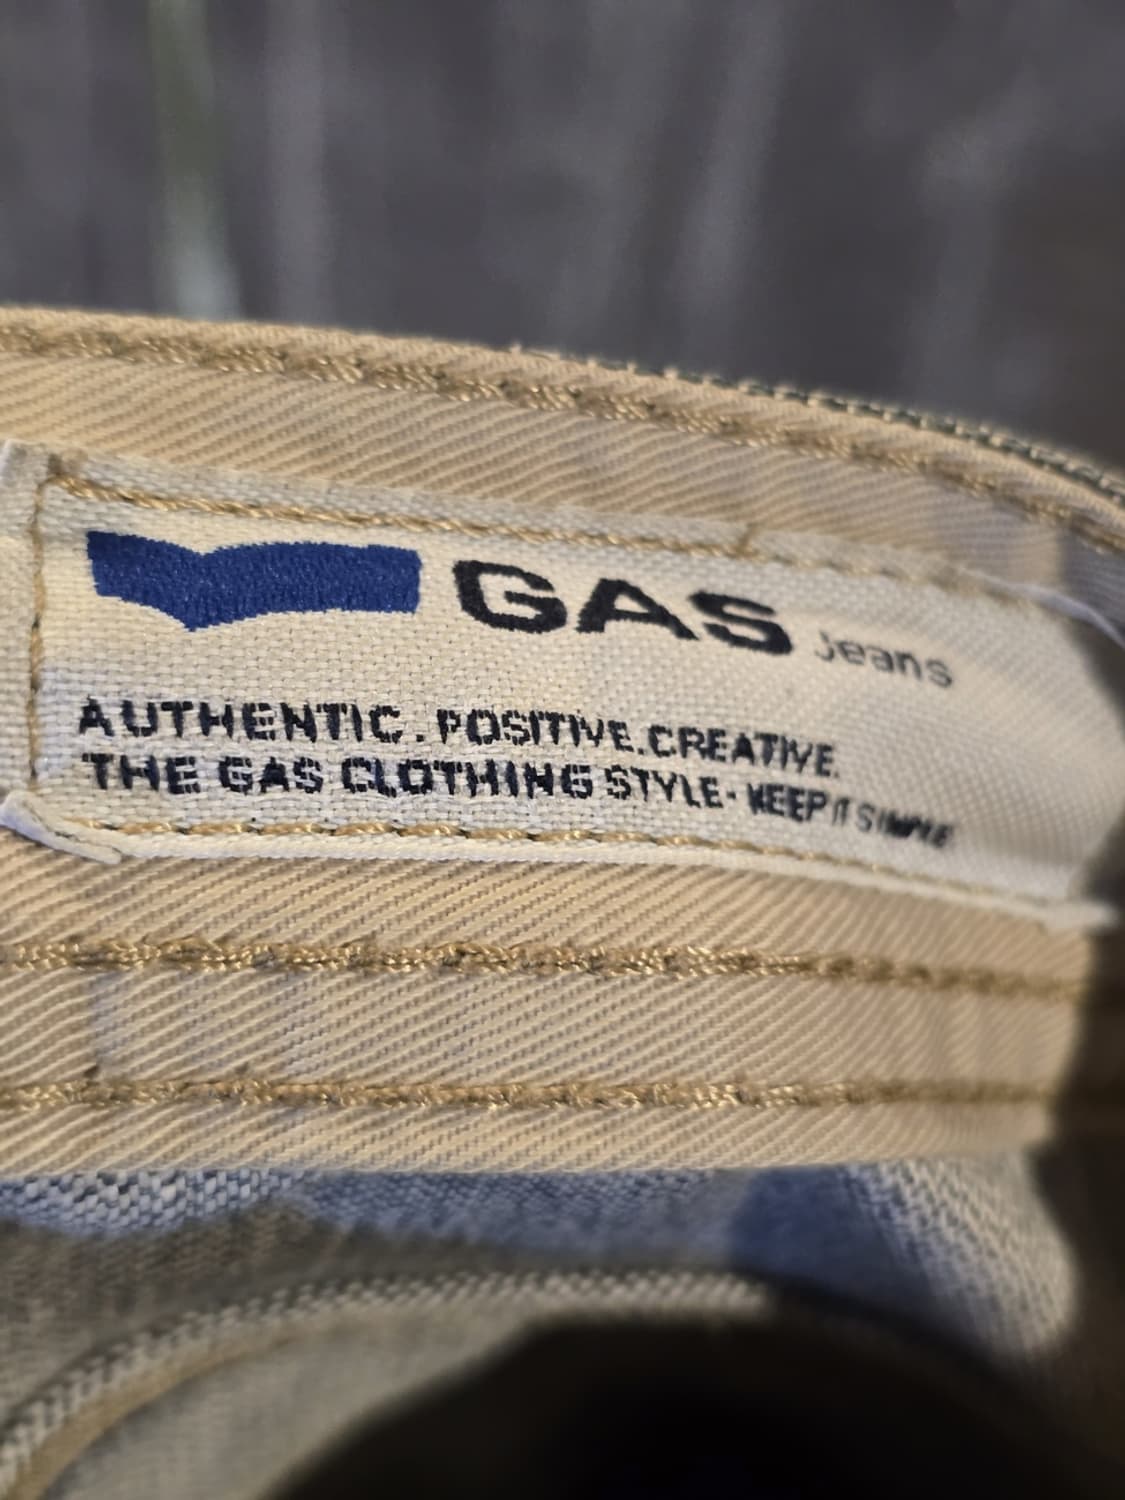 GAS Jeans
AUTHENTIC. POSITIVE. CREATIVE.
THE GAS CLOTHING STYLE - KEEP IT SIMPLE